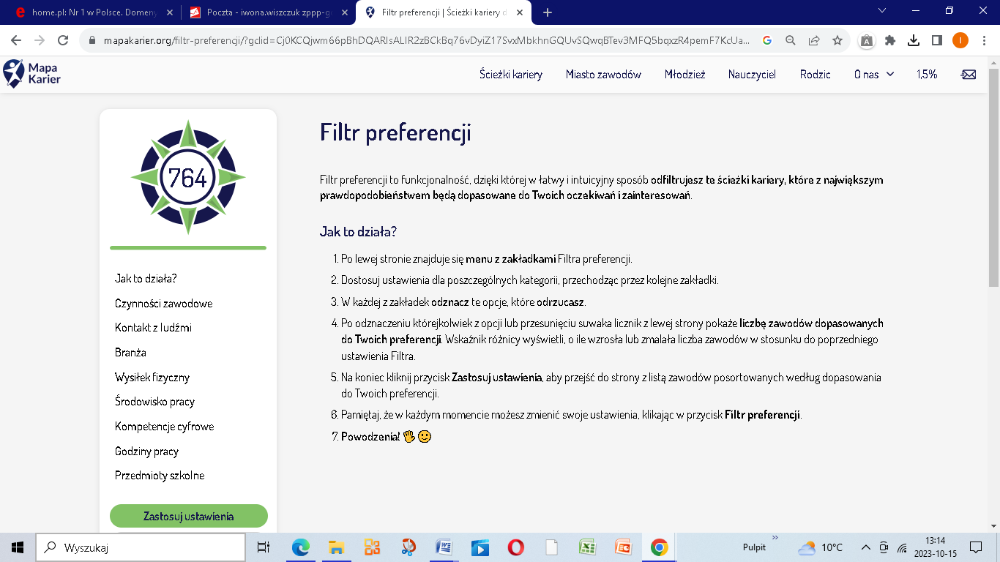 home.pl: Nr 1 w Polsce. Domeny
Poczta - iwona.wiszczuk zppp-g
Filtr preferencji | Ścieżki kariery d
mapakarier.org/filtr-preferencji/?gclid=Cj0KCQjwm66pBhDQARIsALIR2zBCkBq76vDyiZ17SvxMbkhnGQUvSQwqBTev3MFQ5bqxzR4pemF7KcUa...
Mapa
Karier
Ścieżki kariery
Miasto zawodów
Młodzież
Nauczyciel
Rodzic
O nas
1,5%
764
Jak to działa?
Czynności zawodowe
Kontakt z ludźmi
Branża
Wysiłek fizyczny
Środowisko pracy
Kompetencje cyfrowe
Godziny pracy
Przedmioty szkolne
Zastosuj ustawienia
Filtr preferencji
Filtr preferencji to funkcjonalność, dzięki której w łatwy i intuicyjny sposób odfiltrujesz te ścieżki kariery, które z największym
prawdopodobieństwem będą dopasowane do Twoich oczekiwań i zainteresowań.
Jak to działa?
1. Po lewej stronie znajduje się menu z zakładkami Filtra preferencji.
2. Dostosuj ustawienia dla poszczególnych kategorii, przechodząc przez kolejne zakładki.
3. W każdej z zakładek odznacz te opcje, które odrzucasz.
4. Po odznaczeniu którejkolwiek z opcji lub przesunięciu suwaka licznik z lewej strony pokaże liczbę zawodów dopasowanych
do Twoich preferencji. Wskaźnik różnicy wyświetli, o ile wzrosła lub zmalała liczba zawodów w stosunku do poprzedniego
ustawienia Filtra.
5. Na koniec kliknij przycisk Zastosuj ustawienia, aby przejść do strony z listą zawodów posortowanych według dopasowania
do Twoich preferencji.
6. Pamiętaj, że w każdym momencie możesz zmienić swoje ustawienia, klikając w przycisk Filtr preferencji.
7. Powodzenia! 🖐 🙂
Wyszukaj
Pulpit
10°C
13:14
2023-10-15